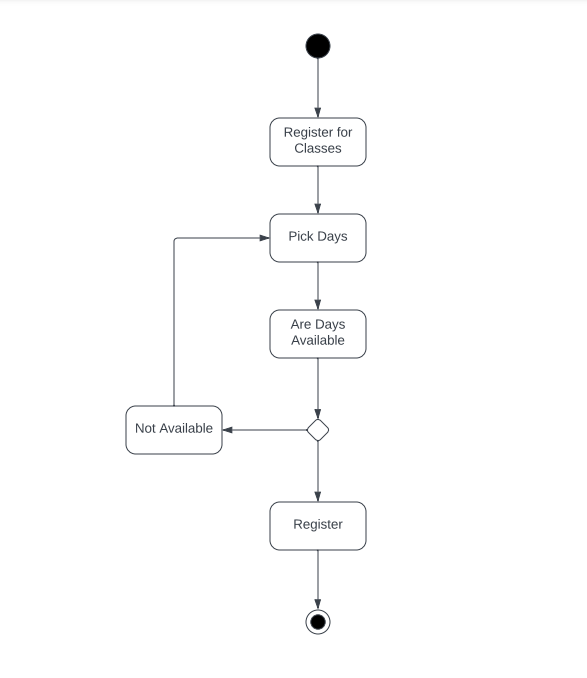 Register for
Classes
Pick Days
Are Days
Available
Not Available
Register